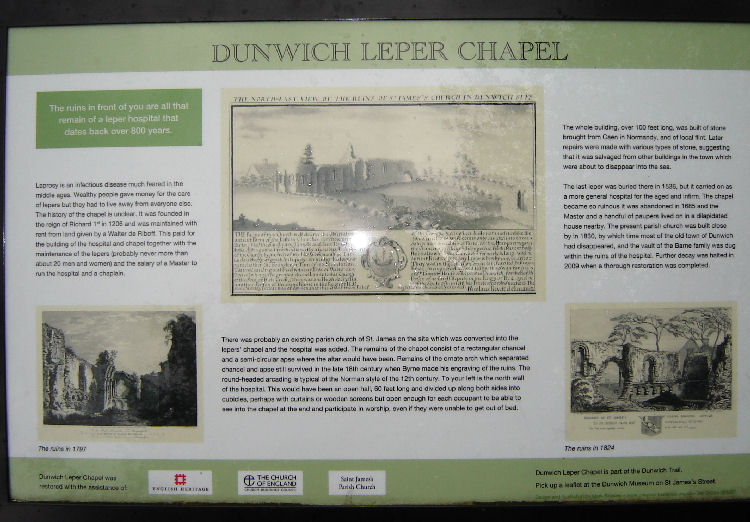 DUNWICH LEPER CHAPEL
The ruins in front of you are all that
remain of a leper hospital that
dates back over 800 years.
Leprosy is an infectious disease much feared in the
middle ages. Wealthy people gave money for the care
of lepers but they had to live away from everyone else.
The history of the chapel is unclear. It was founded in
the reign of Richard 1st in 1206 and was maintained with
rent from land given by a Walter de Riboff. This paid for
the building of the hospital and chapel together with the
maintenance of the lepers (probably never more than
about 20 men and women) and the salary of a Master to
run the hospital and a chaplain.
The ruins in 1797
THE NORTH-EAST VIEW OF THE RUINS OF St JAMES'S CHURCH IN DUNWICH
There was probably an existing parish church of St. James on the site which was converted into the
lepers' chapel and the hospital was added. The remains of the chapel consist of a rectangular chancel
and a semi-circular apse where the altar would have been. Remains of the ornate arch which separated
chancel and apse still survived in the late 18th century when Byrne made his engraving of the ruins. The
round-headed arcading is typical of the Norman style of the 12th century. To your left is the north wall
of the hospital. This would have been an open hall, 60 feet long and divided up along both sides into
cubicles, perhaps with curtains or wooden screens but open enough for each occupant to be able to
see into the chapel at the end and participate in worship, even if they were unable to get out of bed.
The whole building, over 100 feet long, was built of stone
brought from Caen in Normandy, and of local flint. Later
repairs were made with various types of stone, suggesting
that it was salvaged from other buildings in the town which
were about to disappear into the sea.
The last leper was buried there in 1536, but it carried on as
a more general hospital for the aged and infirm. The chapel
became so ruinous it was abandoned in 1685 and the
Master and a handful of paupers lived on in a dilapidated
house nearby. The present parish church was built close
by in 1830, by which time most of the old town of Dunwich
had disappeared, and the vault of the Barne family was dug
within the ruins of the hospital. Further decay was halted in
2009 when a thorough restoration was completed.
The ruins in 1824
Dunwich Leper Chapel was
restored with the assistance of:
ENGLISH HERITAGE
THE CHURCH
OF ENGLAND
Saint James
Parish Church
Dunwich Leper Chapel is part of the Dunwich Trail.
Pick up a leaflet at the Dunwich Museum on St James's Street.